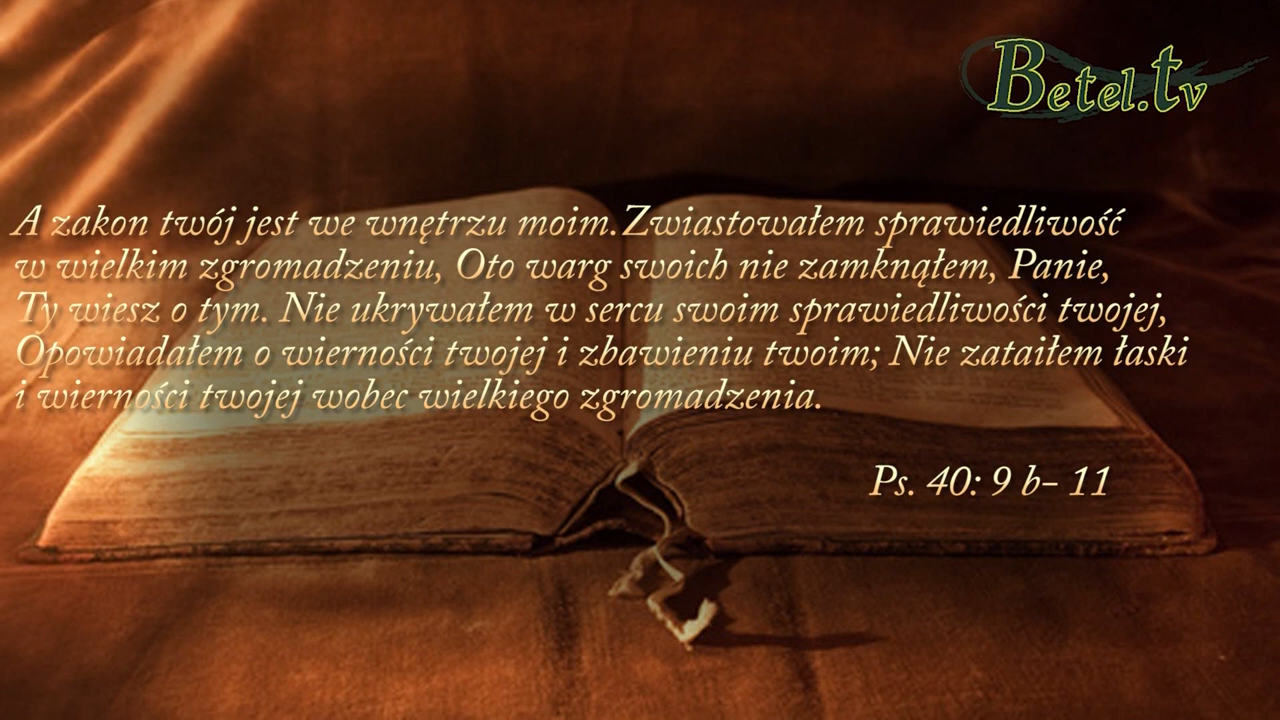 Betel.tv
A zakon twój jest we wnętrzu moim.Zwiastowałem sprawiedliwość
w wielkim zgromadzeniu, Oto warg swoich nie zamknąłem, Panie,
Ty wiesz o tym. Nie ukrywałem w sercu swoim sprawiedliwości twojej,
Opowiadałem o wierności twojej i zbawieniu twoim; Nie zataiłem łaski
i wierności twojej wobec wielkiego zgromadzenia.
Ps. 40: 9 b- 11